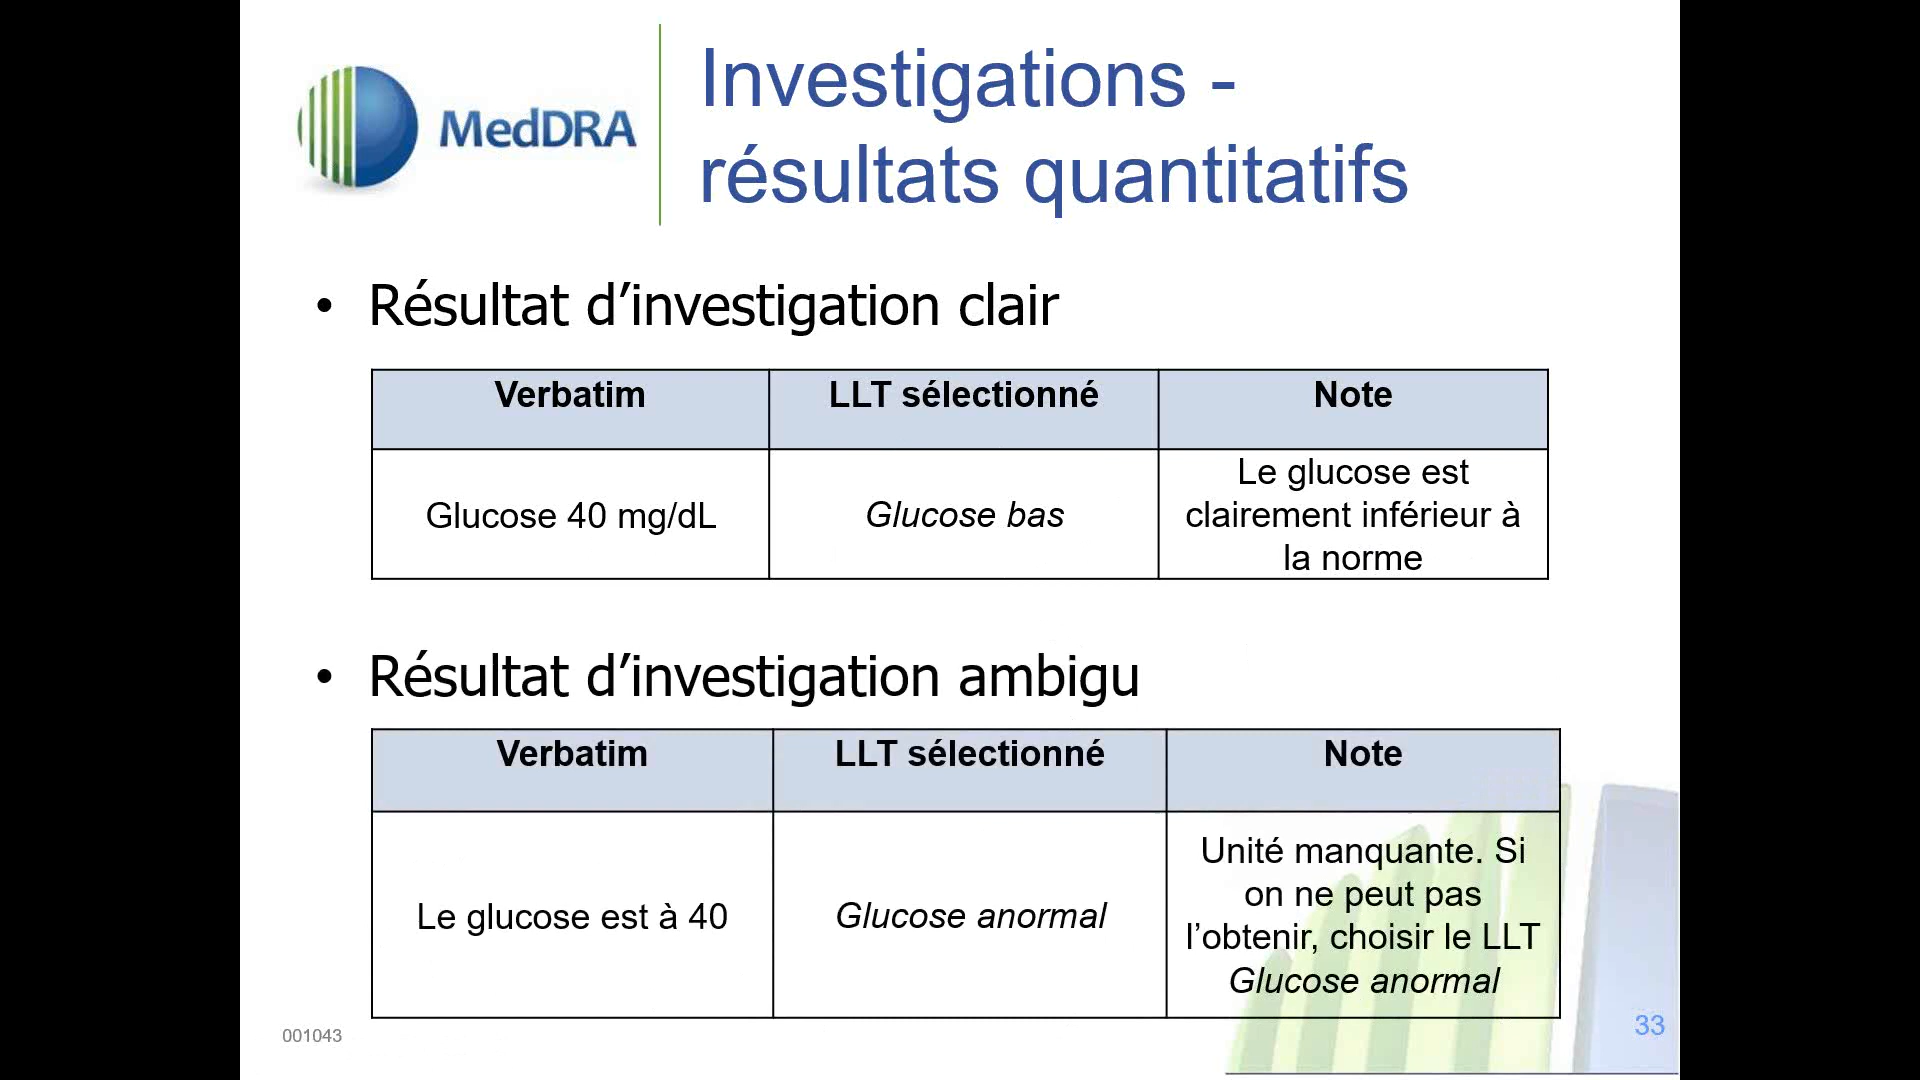 MedDRA
Investigations -
résultats quantitatifs
• Résultat d’investigation clair
Verbatim
LLT sélectionné
Note
Glucose 40 mg/dL
Glucose bas
Le glucose est
clairement inférieur à
la norme
• Résultat d’investigation ambigu
Verbatim
LLT sélectionné
Note
Le glucose est à 40
Glucose anormal
Unité manquante. Si
on ne peut pas
l’obtenir, choisir le LLT
Glucose anormal
001043
33